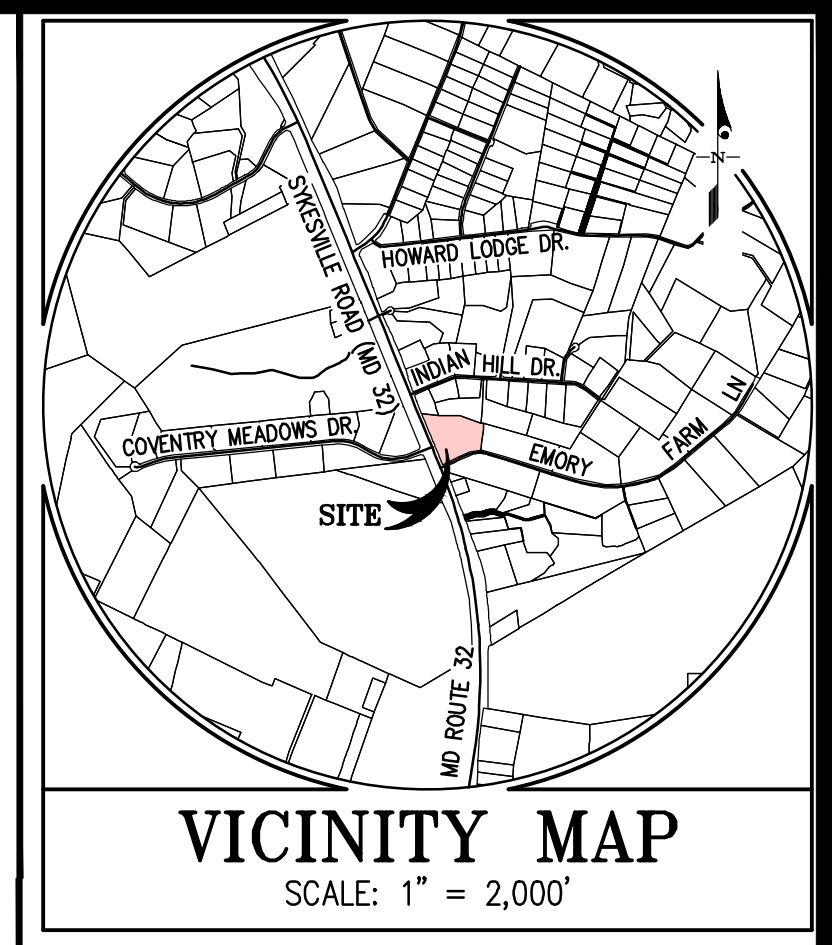 N
SYKESVILLE ROAD (MD 32)
HOWARD LODGE DR.
INDIAN HILL DR.
COVENTRY MEADOWS DR.
EMORY FARM LN
SITE
MD ROUTE 32
VICINITY MAP
SCALE: 1" = 2,000'